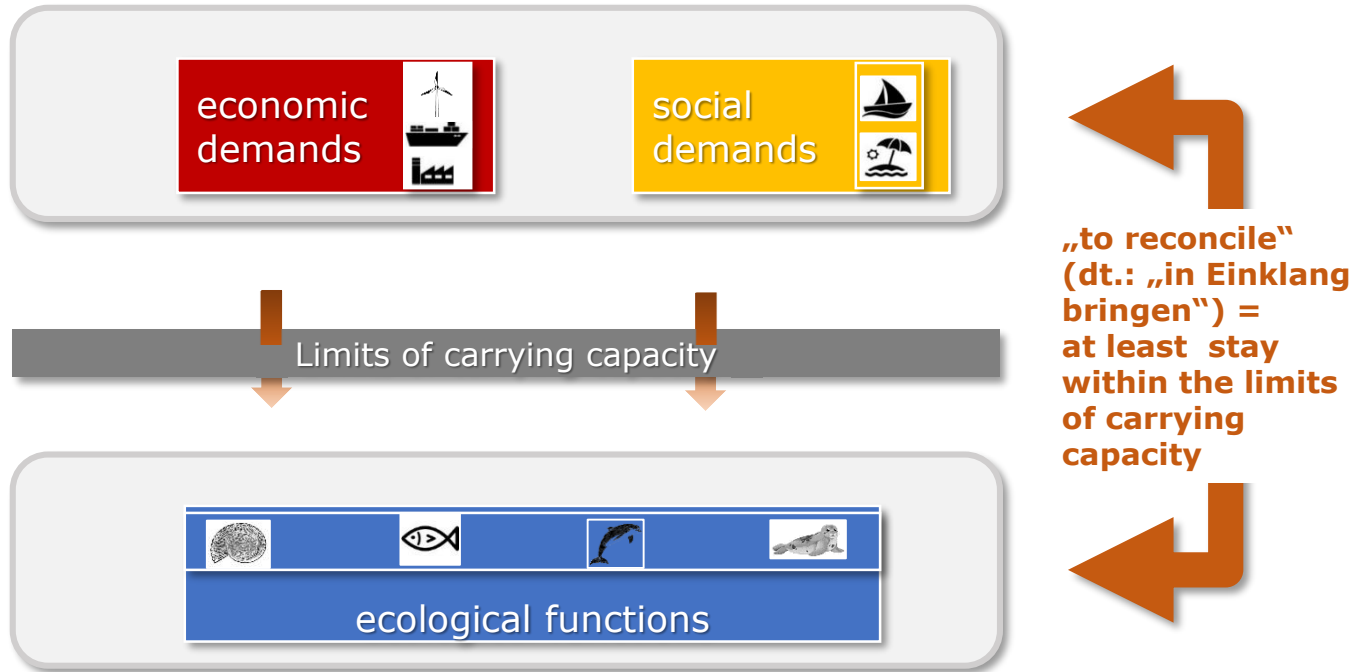 economic
demands
social
demands
Limits of carrying capacity
ecological functions
„to reconcile“
(dt.: „in Einklang
bringen“) =
at least  stay
within the limits
of carrying
capacity